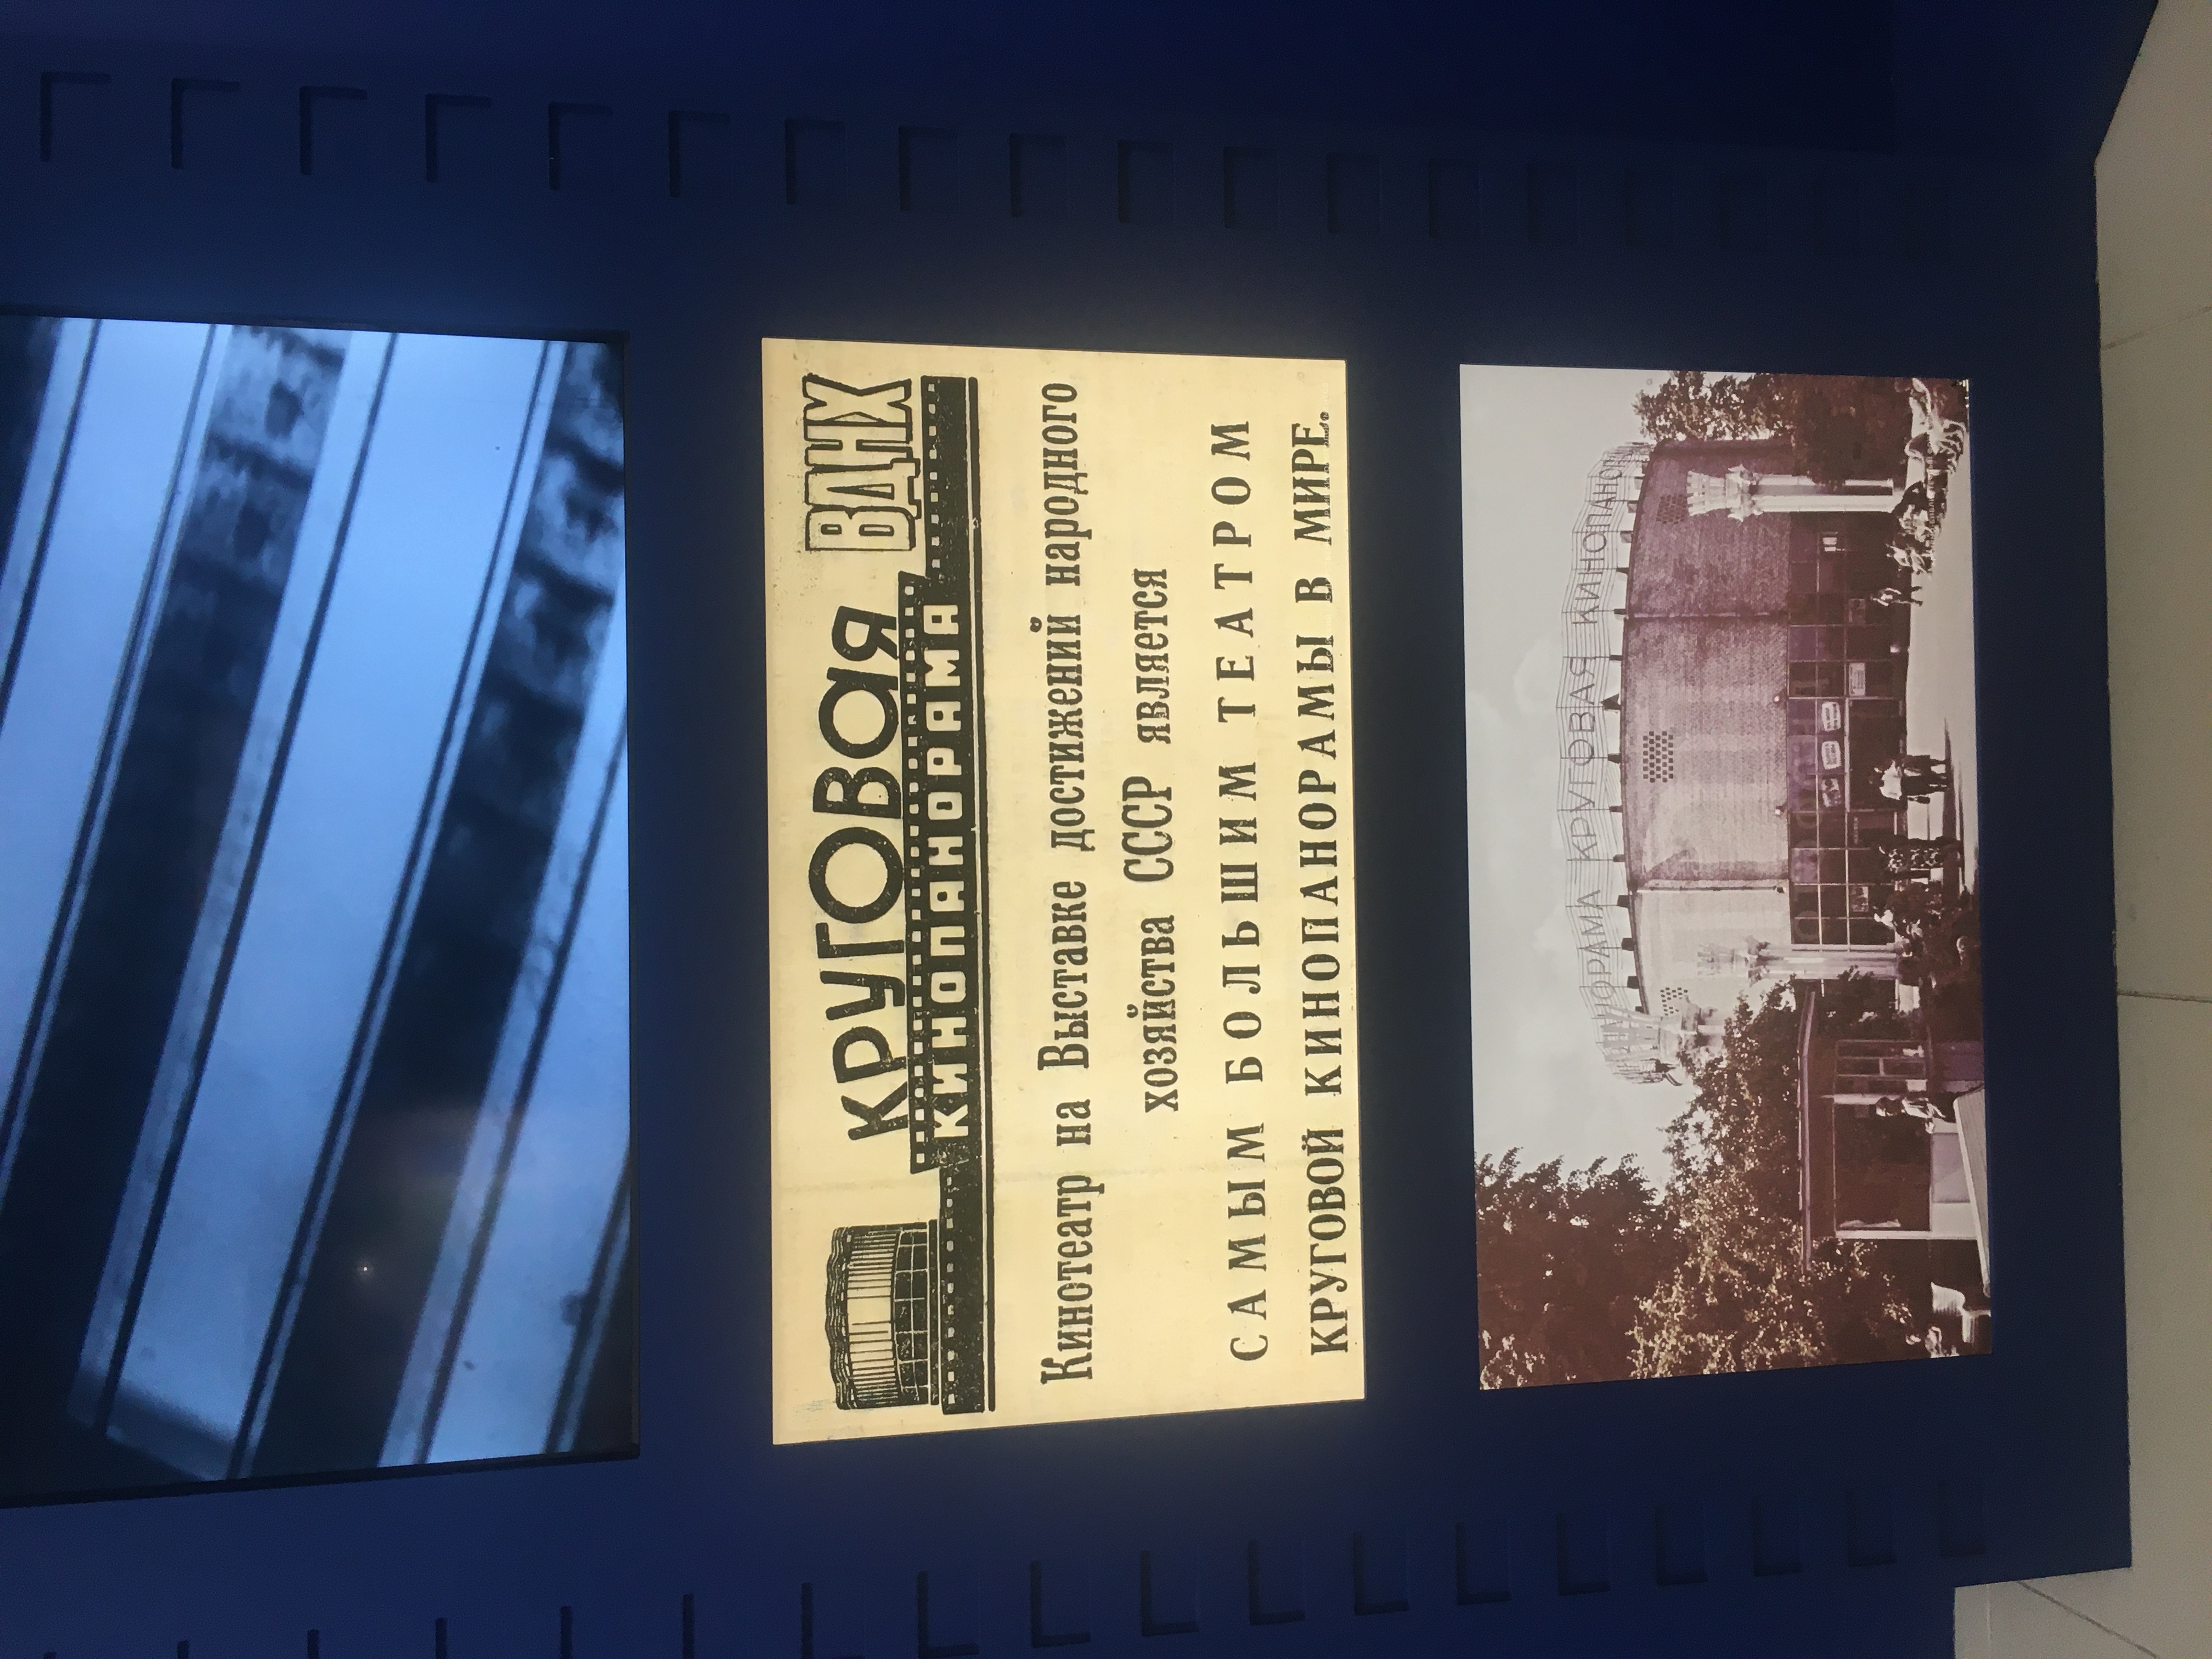 КРУГОВАЯ ВДНХ
КИНОПАНОРАМА
Кинотеатр на Выставке достижений народного
хозяйства СССР является
САМЫМ БОЛЬШИМ ТЕАТРОМ
КРУГОВОЙ КИНОПАНОРАМЫ В МИРЕ.
НОРАМА КРУГОВАЯ КИНОПАНО